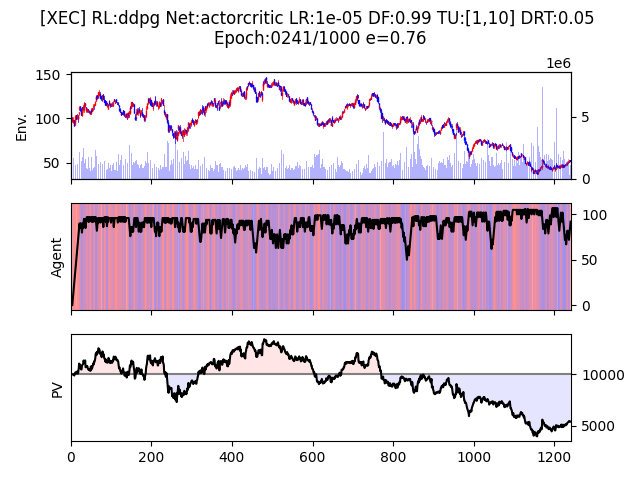 [XEC] RL:ddpg Net:actorcritic LR:1e-05 DF:0.99 TU:[1,10] DRT:0.05
Epoch:0241/1000 e=0.76
1e6
150
100
50
Env.
5
0
Agent
100
50
0
PV
10000
5000
0 200 400 600 800 1000 1200